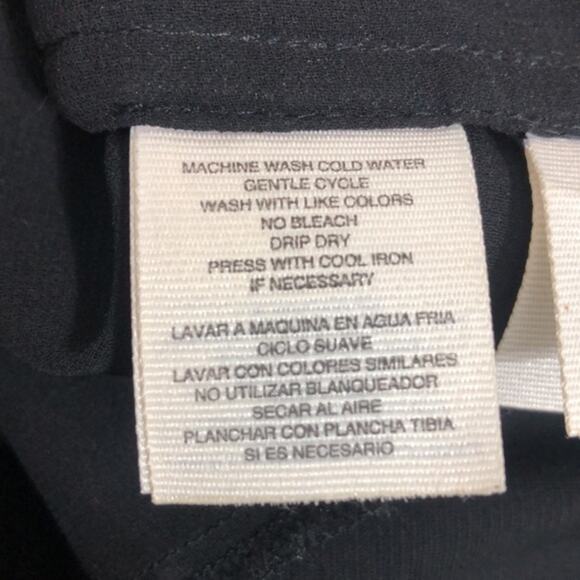 MACHINE WASH COLD WATER
GENTLE CYCLE
WASH WITH LIKE COLORS
NO BLEACH
DRIP DRY
PRESS WITH COOL IRON
IF NECESSARY
LAVAR A MAQUINA EN AGUA FRIA
CICLO SUAVE
LAVAR CON COLORES SIMILARES
NO UTILIZAR BLANQUEADOR
SECAR AL AIRE
PLANCHAR CON PLANCHA TIBIA
SI ES NECESARIO